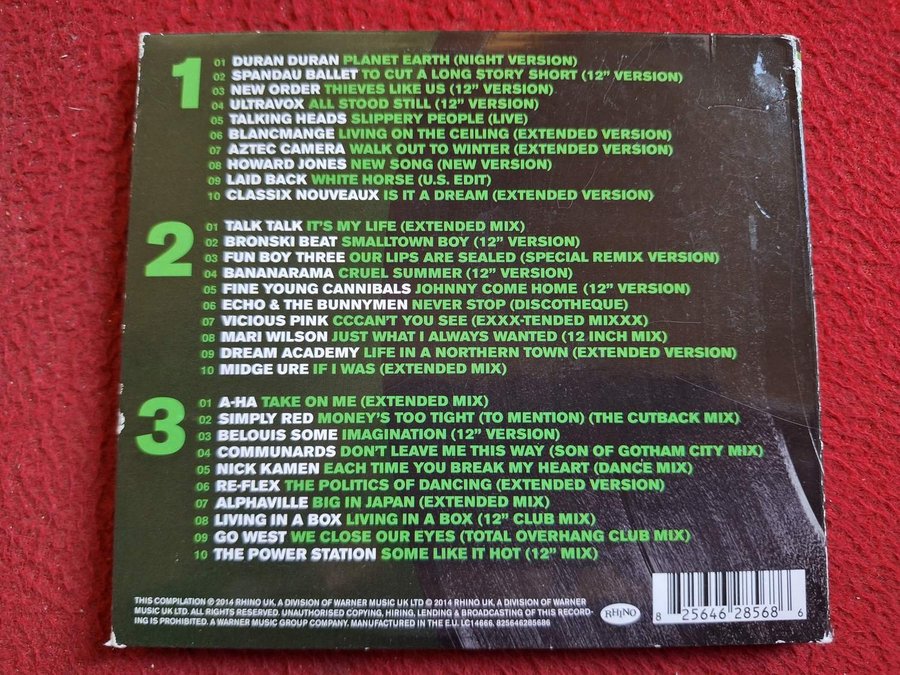 1
01 DURAN DURAN PLANET EARTH (NIGHT VERSION)
02 SPANDAU BALLET TO CUT A LONG STORY SHORT (12” VERSION)
03 NEW ORDER THIEVES LIKE US (12” VERSION)
04 ULTRAVOX ALL STOOD STILL (12” VERSION)
05 TALKING HEADS SLIPPERY PEOPLE (LIVE)
06 BLANCMANGE LIVING ON THE CEILING (EXTENDED VERSION)
07 AZTEC CAMERA WALK OUT TO WINTER (EXTENDED VERSION)
08 HOWARD JONES NEW SONG (NEW VERSION)
09 LAID BACK WHITE HORSE (U.S. EDIT)
10 CLASSIX NOUVEAUX IS IT A DREAM (EXTENDED VERSION)
2
01 TALK TALK IT'S MY LIFE (EXTENDED MIX)
02 BRONSKI BEAT SMALLTOWN BOY (12” VERSION)
03 FUN BOY THREE OUR LIPS ARE SEALED (SPECIAL REMIX VERSION)
04 BANANARAMA CRUEL SUMMER (12” VERSION)
05 FINE YOUNG CANNIBALS JOHNNY COME HOME (12” VERSION)
06 ECHO & THE BUNNYMEN NEVER STOP (DISCOTHEQUE)
07 VICIOUS PINK CCCAN'T YOU SEE (EXXX-TENDED MIXXX)
08 MARI WILSON JUST WHAT I ALWAYS WANTED (12 INCH MIX)
09 DREAM ACADEMY LIFE IN A NORTHERN TOWN (EXTENDED VERSION)
10 MIDGE URE IF I WAS (EXTENDED MIX)
3
01 A-HA TAKE ON ME (EXTENDED MIX)
02 SIMPLY RED MONEY'S TOO TIGHT (TO MENTION) (THE CUTBACK MIX)
03 BELOUIS SOME IMAGINATION (12” VERSION)
04 COMMUNARDS DON'T LEAVE ME THIS WAY (SON OF GOTHAM CITY MIX)
05 NICK KAMEN EACH TIME YOU BREAK MY HEART (DANCE MIX)
06 RE-FLEX THE POLITICS OF DANCING (EXTENDED VERSION)
07 ALPHAVILLE BIG IN JAPAN (EXTENDED MIX)
08 LIVING IN A BOX LIVING IN A BOX (12” CLUB MIX)
09 GO WEST WE CLOSE OUR EYES (TOTAL OVERHANG CLUB MIX)
10 THE POWER STATION SOME LIKE IT HOT (12” MIX)
THIS COMPILATION ℗ 2014 RHINO UK, A DIVISION OF WARNER MUSIC UK LTD © 2014 RHINO UK, A DIVISION OF WARNER
MUSIC UK LTD. ALL RIGHTS RESERVED. UNAUTHORISED COPYING, HIRING, LENDING & BROADCASTING OF THIS RECORD-
ING IS PROHIBITED. A WARNER MUSIC GROUP COMPANY. MANUFACTURED IN THE E.U. LC14666. 825646285686
RHINO
8 25646 28568 6